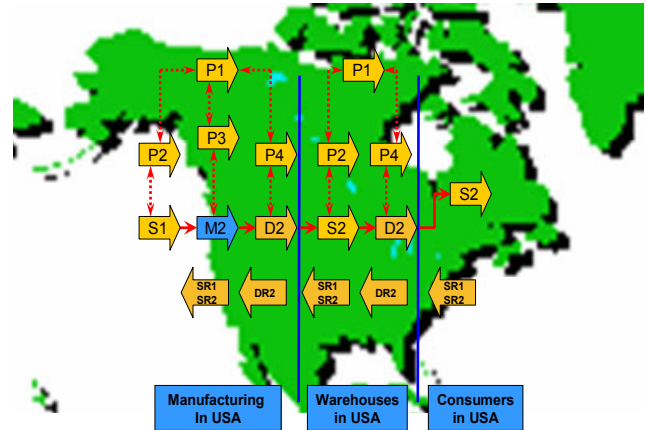 P1
P1
P3
P2
P4
P2
P4
S2
S1
M2
D2
S2
D2
SR1
SR2
DR2
SR1
SR2
DR2
SR1
SR2
Manufacturing
In USA
Warehouses
in USA
Consumers
in USA